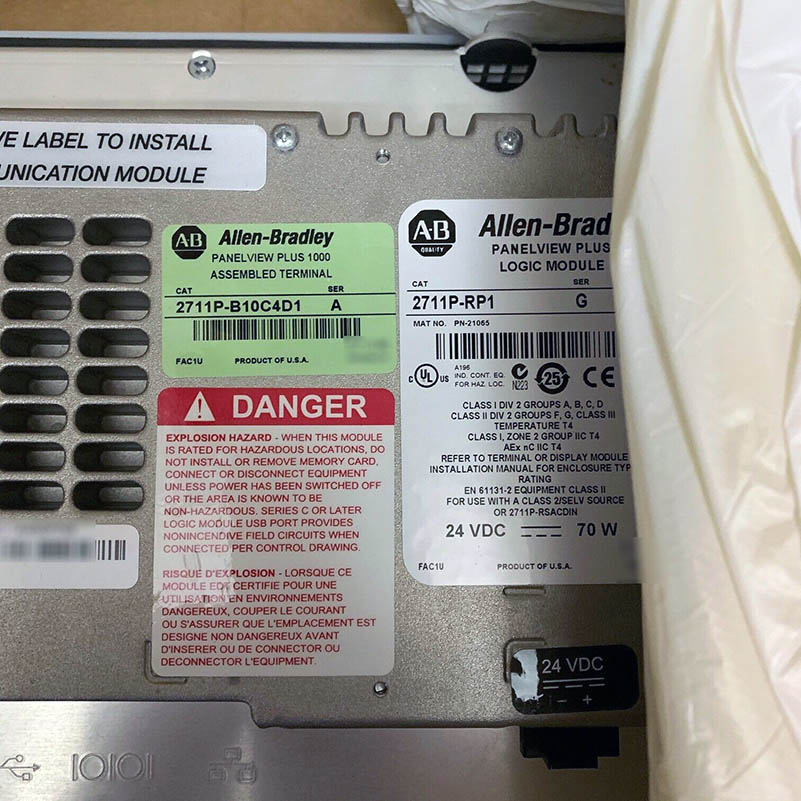 VE LABEL TO INSTALL
UNICATION MODULE
A·B Allen-Bradley
PANELVIEW PLUS 1000
ASSEMBLED TERMINAL
CAT SER
2711P-B10C4D1 A
FAC1U PRODUCT OF U.S.A.
DANGER
EXPLOSION HAZARD - WHEN THIS MODULE
IS RATED FOR HAZARDOUS LOCATIONS, DO
NOT INSTALL OR REMOVE MEMORY CARD,
CONNECT OR DISCONNECT EQUIPMENT
UNLESS POWER HAS BEEN SWITCHED OFF
OR THE AREA IS KNOWN TO BE
NON-HAZARDOUS. SERIES C OR LATER
LOGIC MODULE USB PORT PROVIDES
NONINCENDIVE FIELD CIRCUITS WHEN
CONNECTED PER CONTROL DRAWING.
RISQUE D'EXPLOSION - LORSQUE CE
MODULE EST CERTIFIE POUR UNE
UTILISATION EN ENVIRONNEMENTS
DANGEREUX, COUPER LE COURANT
OU S'ASSURER QUE L'EMPLACEMENT EST
DESIGNE NON DANGEREUX AVANT
D'INSERER OU DE CONNECTER OU
DECONNECTER L'EQUIPMENT.
A·B QUALITY Allen-Brad
PANELVIEW PLUS
LOGIC MODULE
CAT SER
2711P-RP1 G
MAT NO. PN-21065
c UL US
A196
IND. CONT. EQ.
FOR HAZ. LOC.
N223 25 CE
CLASS I DIV 2 GROUPS A, B, C, D
CLASS II DIV 2 GROUPS F, G, CLASS III
TEMPERATURE T4
CLASS I, ZONE 2 GROUP IIC T4
AEx nC IIC T4
REFER TO TERMINAL OR DISPLAY MODULE
INSTALLATION MANUAL FOR ENCLOSURE TYP
RATING
EN 61131-2 EQUIPMENT CLASS II
FOR USE WITH A CLASS 2/SELV SOURCE
OR 2711P-RSACDIN
24 VDC 70 W
FAC1U PRODUCT OF U.S.A.
24 VDC
- +
IOIOI